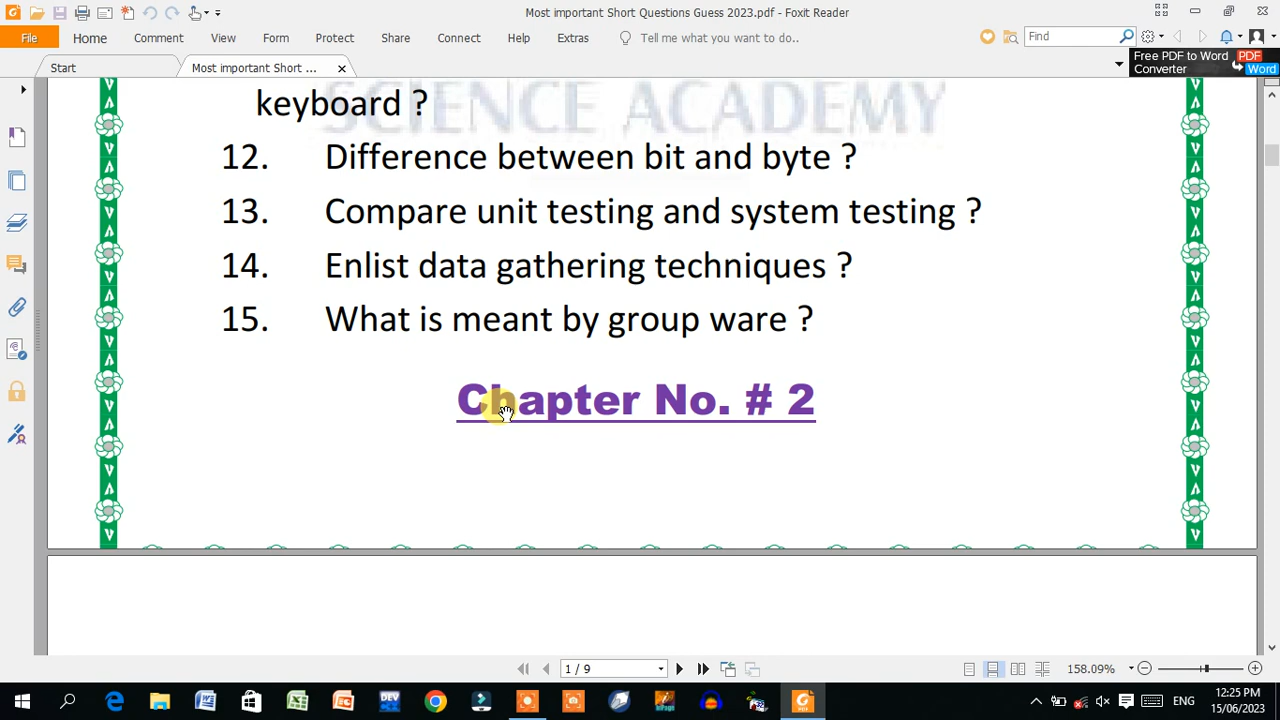 Most important Short Questions Guess 2023.pdf - Foxit Reader
File Home Comment View Form Protect Share Connect Help Extras Tell me what you want to do.. Find
Start Most important Short ... Free PDF to Word Converter PDF Word
SCIENCE ACADEMY
keyboard ?
12. Difference between bit and byte ?
13. Compare unit testing and system testing ?
14. Enlist data gathering techniques ?
15. What is meant by group ware ?
Chapter No. # 2
1 / 9 158.09%
ENG 12:25 PM
15/06/2023